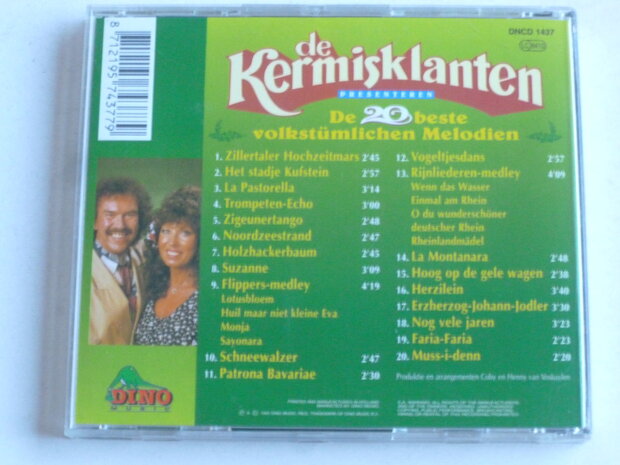 8 712195 743779
DNCD 1437
de
Kermisklanten
PRESENTEREN
De 20 beste
volkstümlichen Melodien
1. Zillertaler Hochzeitmars 2'45
2. Het stadje Kufstein 2'57
3. La Pastorella 3'14
4. Trompeten-Echo 3'00
5. Zigeunertango 2'48
6. Noordzeestrand 2'47
7. Holzhackerbaum 2'45
8. Suzanne 3'09
9. Flippers-medley 4'19
Lotusbloem
Huil maar niet kleine Eva
Monja
Sayonara
10. Schneewalzer 2'47
11. Patrona Bavariae 2'30
12. Vogeltjesdans 2'57
13. Rijnliederen-medley 4'09
Wenn das Wasser
Einmal am Rhein
O du wunderschöner
deutscher Rhein
Rheinlandmädel
14. La Montanara 2'48
15. Hoog op de gele wagen 2'38
16. Herzilein 3'40
17. Erzherzog-Johann-Jodler 3'30
18. Nog vele jaren 3'23
19. Faria-Faria 3'23
20. Muss-i-denn 2'20
Produktie en arrangementen Coby en Henny van Voskuylen
DINO
MUSIC